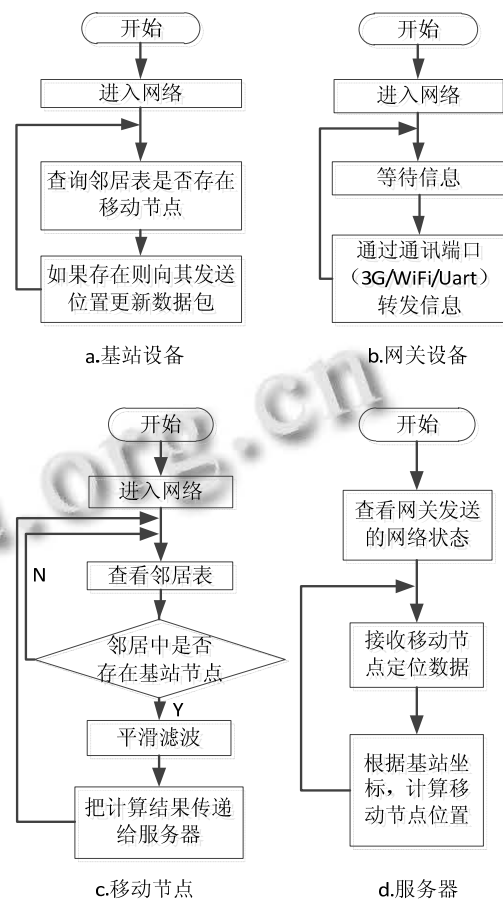 开始
进入网络
查询邻居表是否存在
移动节点
如果存在则向其发送
位置更新数据包
a.基站设备
开始
进入网络
等待信息
通过通讯端口
（3G/WiFi/Uart）
转发信息
b.网关设备
开始
进入网络
查看邻居表
N
邻居中是否
存在基站节点
Y
平滑滤波
把计算结果传递
给服务器
c.移动节点
开始
查看网关发送
的网络状态
接收移动节
点定位数据
根据基站坐
标，计算移
动节点位置
d.服务器
.org.cn